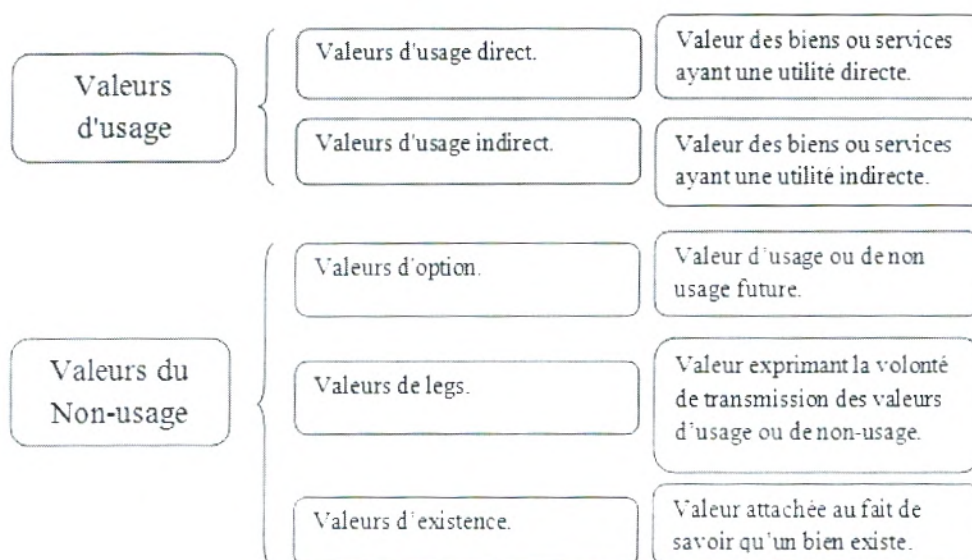 Valeurs
d'usage
Valeurs d'usage direct.
Valeur des biens ou services
ayant une utilité directe.
Valeurs d'usage indirect.
Valeur des biens ou services
ayant une utilité indirecte.
Valeurs du
Non-usage
Valeurs d'option.
Valeur d'usage ou de non
usage future.
Valeurs de legs.
Valeur exprimant la volonté
de transmission des valeurs
d'usage ou de non-usage.
Valeurs d'existence.
Valeur attachée au fait de
savoir qu'un bien existe.